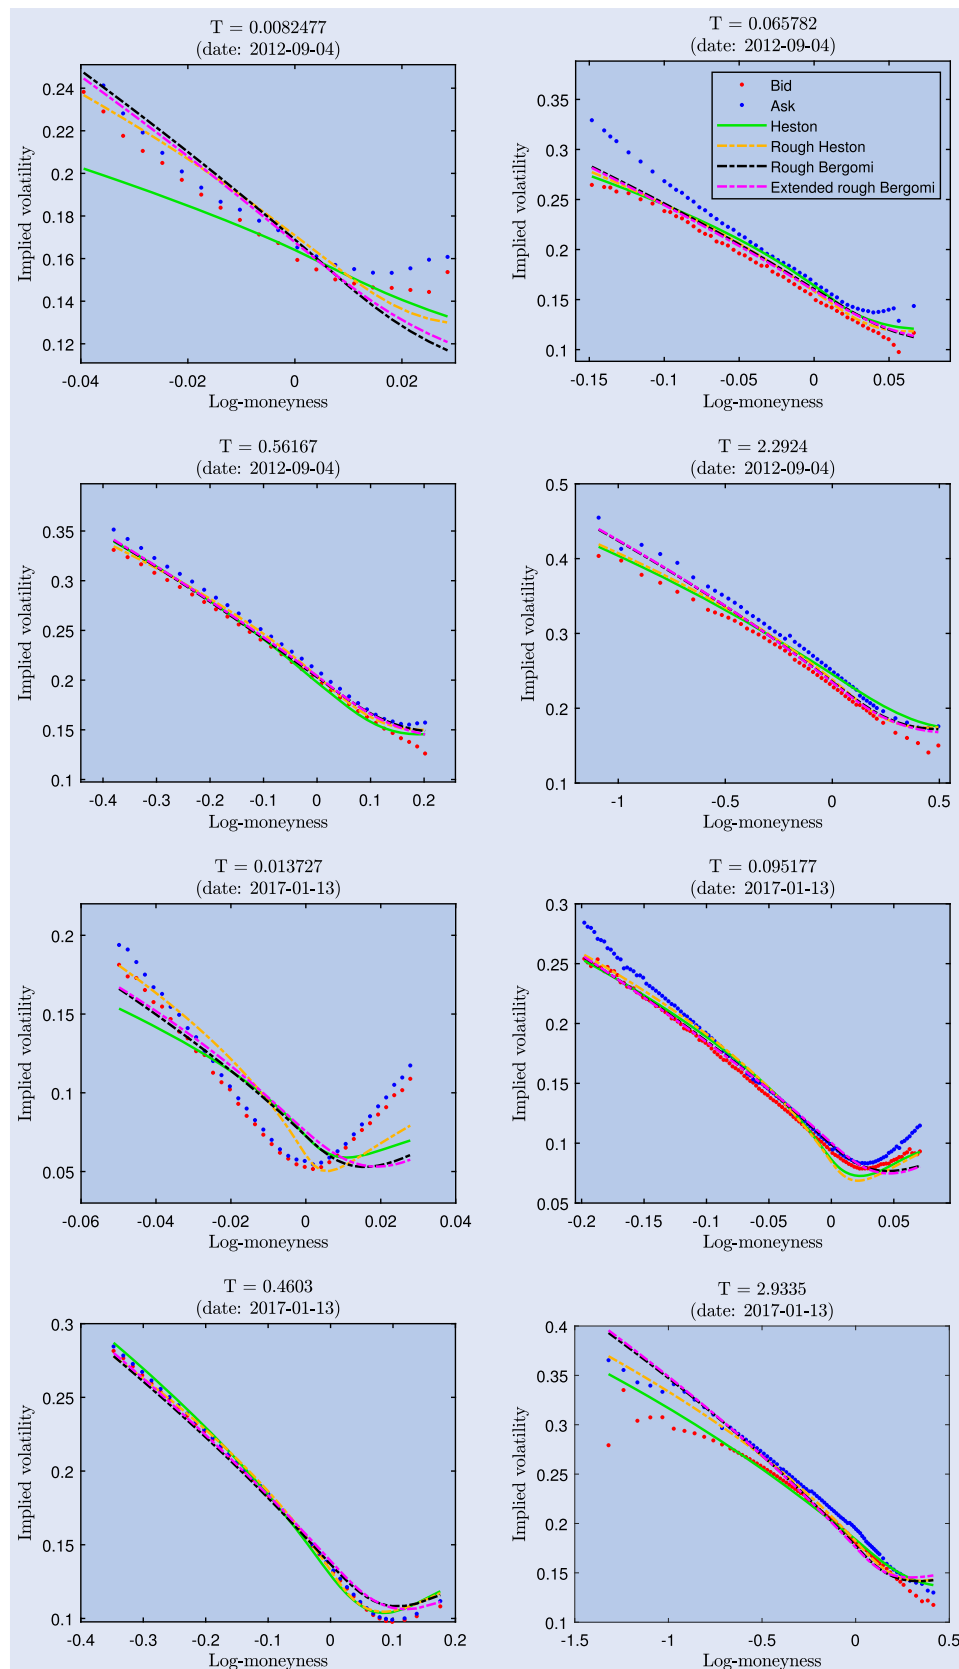 T = 0.0082477
(date: 2012-09-04)
Implied volatility
0.24
0.22
0.2
0.18
0.16
0.14
0.12
-0.04
-0.02
0
0.02
Log-moneyness
T = 0.065782
(date: 2012-09-04)
Implied volatility
0.35
0.3
0.25
0.2
0.15
0.1
Bid
Ask
Heston
Rough Heston
Rough Bergomi
Extended rough Bergomi
-0.15
-0.1
-0.05
0
0.05
Log-moneyness
T = 0.56167
(date: 2012-09-04)
Implied volatility
0.35
0.3
0.25
0.2
0.15
0.1
-0.4
-0.3
-0.2
-0.1
0
0.1
0.2
Log-moneyness
T = 2.2924
(date: 2012-09-04)
Implied volatility
0.5
0.4
0.3
0.2
0.1
-1
-0.5
0
0.5
Log-moneyness
T = 0.013727
(date: 2017-01-13)
Implied volatility
0.2
0.15
0.1
0.05
-0.06
-0.04
-0.02
0
0.02
0.04
Log-moneyness
T = 0.095177
(date: 2017-01-13)
Implied volatility
0.3
0.25
0.2
0.15
0.1
0.05
-0.2
-0.15
-0.1
-0.05
0
0.05
Log-moneyness
T = 0.4603
(date: 2017-01-13)
Implied volatility
0.3
0.25
0.2
0.15
0.1
-0.4
-0.3
-0.2
-0.1
0
0.1
0.2
Log-moneyness
T = 2.9335
(date: 2017-01-13)
Implied volatility
0.4
0.35
0.3
0.25
0.2
0.15
0.1
-1.5
-1
-0.5
0
0.5
Log-moneyness